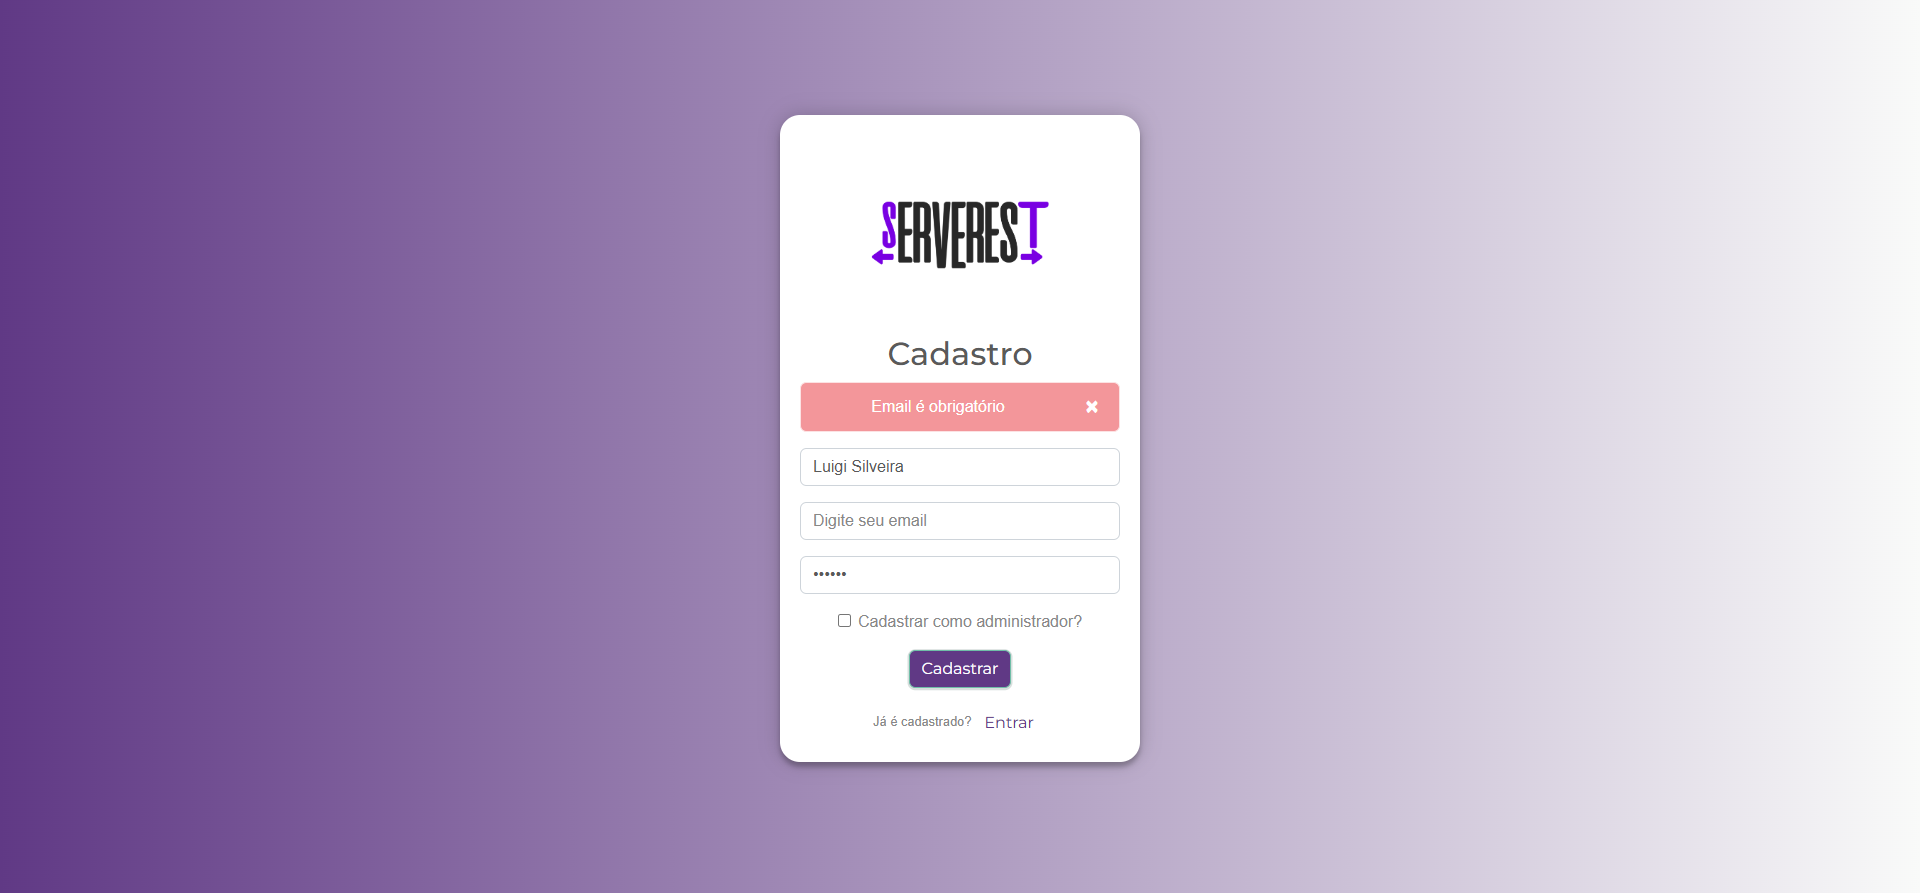 SERVEREST
Cadastro
Email é obrigatório
Luigi Silveira
Digite seu email
••••••
Cadastrar como administrador?
Cadastrar
Já é cadastrado? Entrar